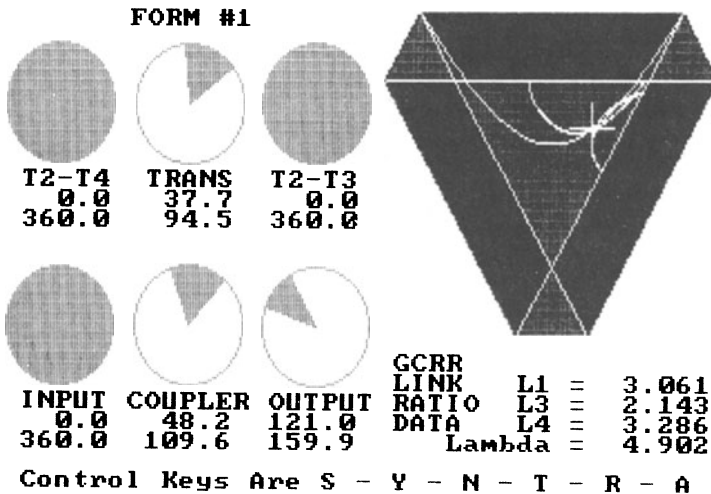 FORM #1
T2-T4 TRANS T2-T3
0.0 37.7 0.0
360.0 94.5 360.0
INPUT COUPLER OUTPUT
0.0 48.2 121.0
360.0 109.6 159.9
GCRR
LINK L1 = 3.061
RATIO L3 = 2.143
DATA L4 = 3.286
Lambda = 4.902
Control Keys Are S - Y - N - T - R - A